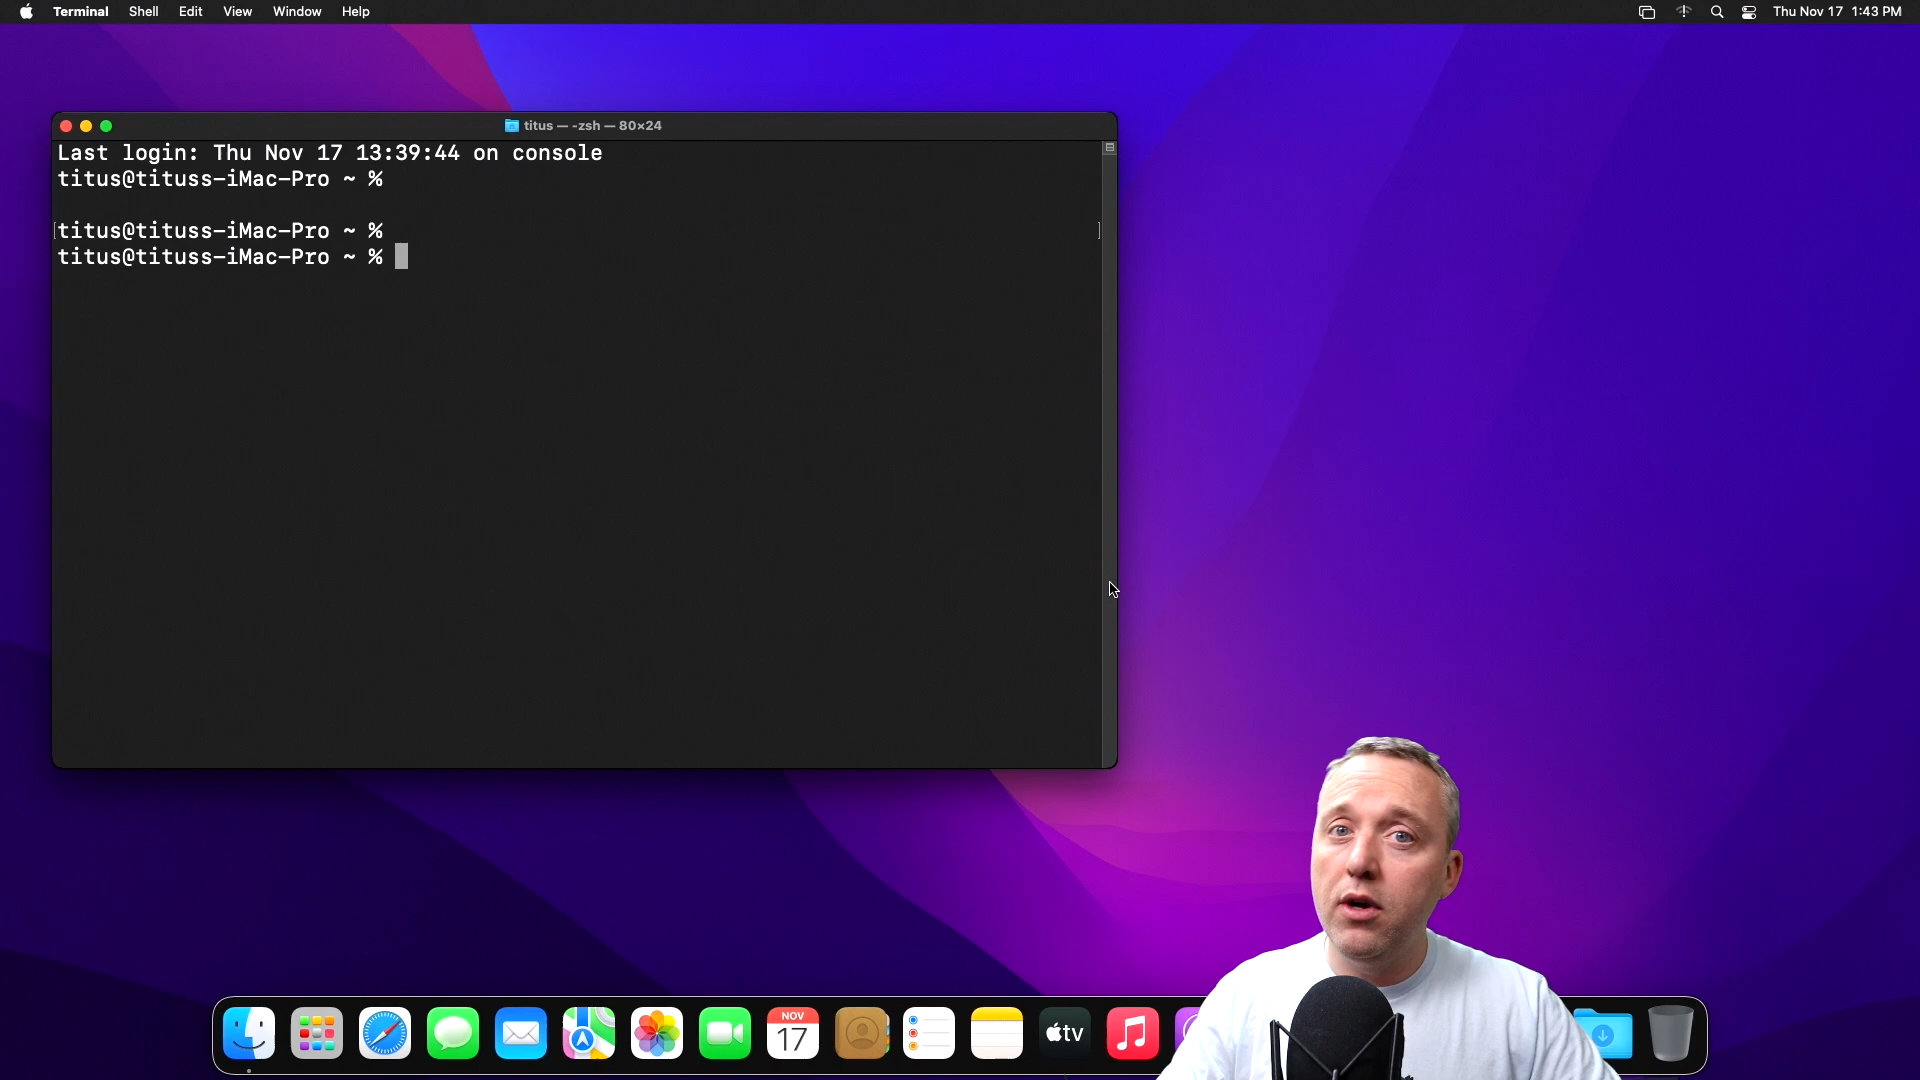 Terminal Shell Edit View Window Help
Thu Nov 17 1:43 PM
titus — -zsh — 80×24
Last login: Thu Nov 17 13:39:44 on console
titus@tituss-iMac-Pro ~ %
titus@tituss-iMac-Pro ~ %
titus@tituss-iMac-Pro ~ %
NOV
17
tv